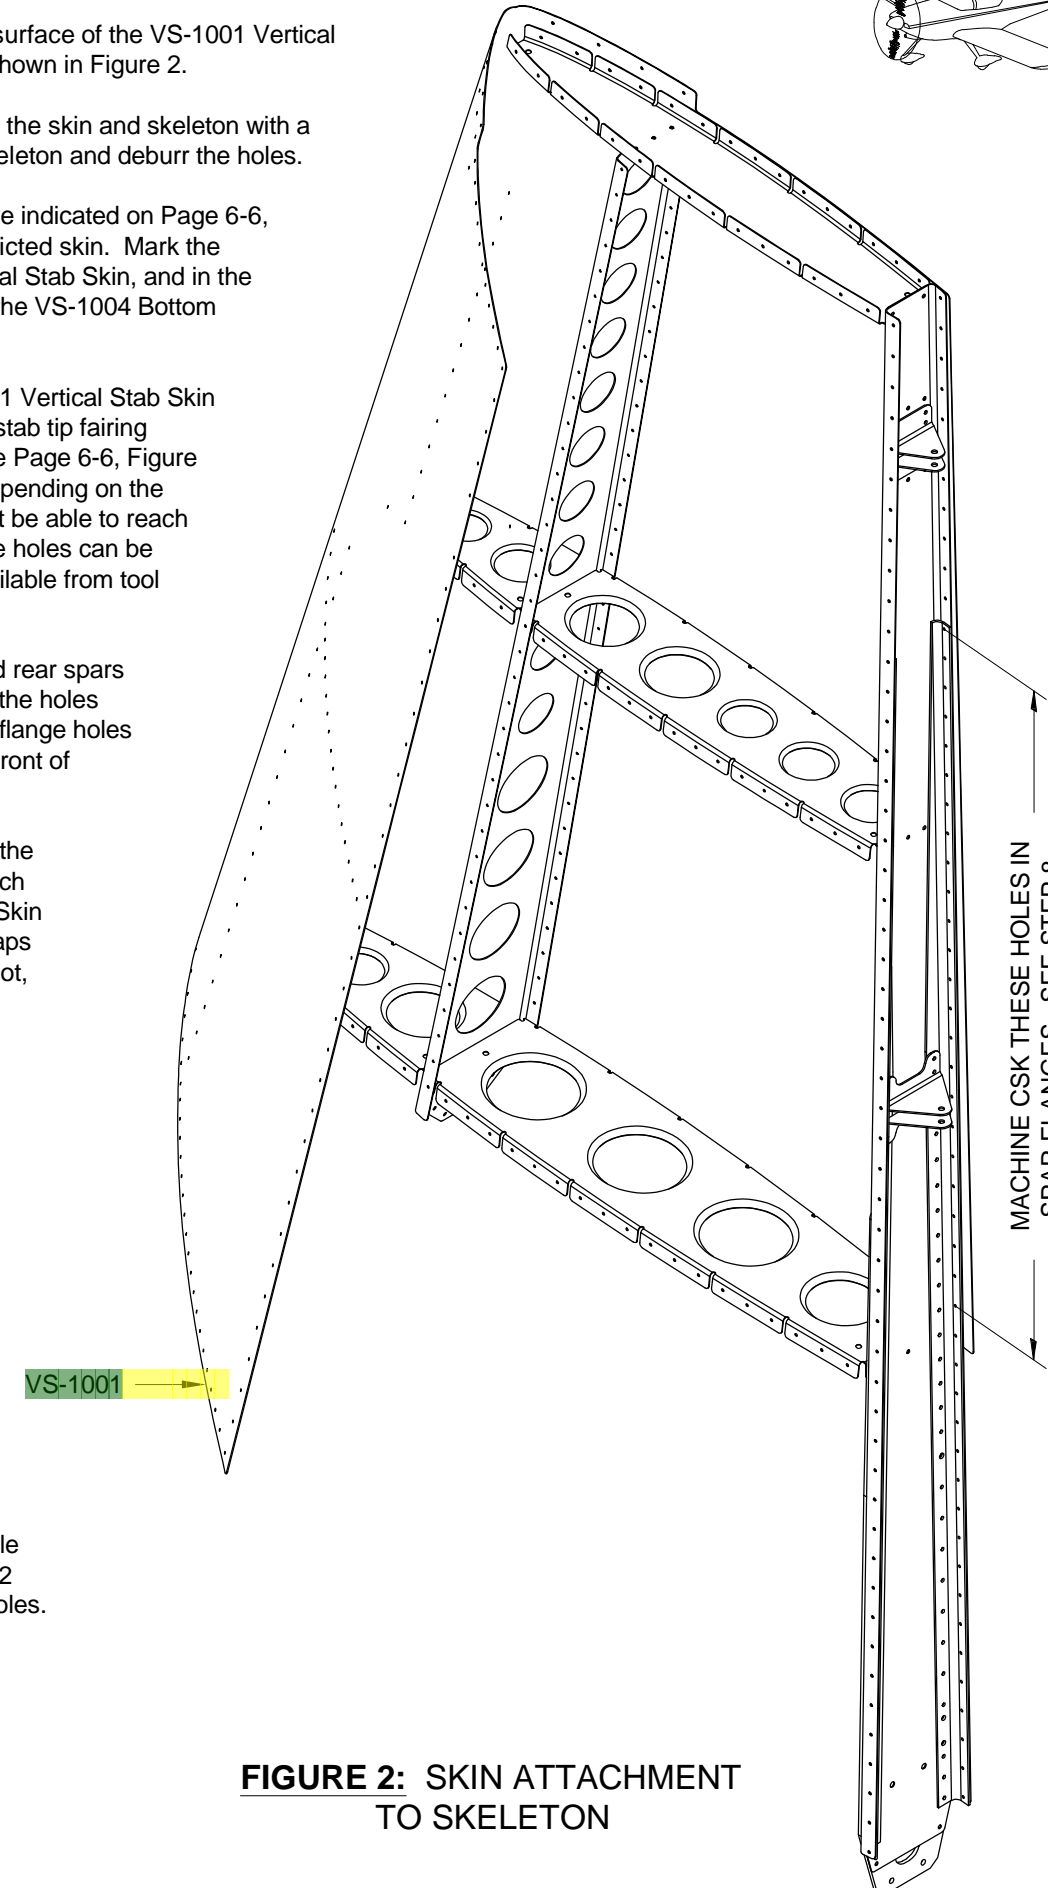 surface of the VS-1001 Vertical
hown in Figure 2.
the skin and skeleton with a
eleton and deburr the holes.
e indicated on Page 6-6,
icted skin. Mark the
al Stab Skin, and in the
he VS-1004 Bottom
1 Vertical Stab Skin
stab tip fairing
e Page 6-6, Figure
pending on the
t be able to reach
e holes can be
ilable from tool
d rear spars
the holes
flange holes
ront of
the
ch
Skin
aps
ot,
MACHINE CSK THESE HOLES IN
VS-1001
le
2
oles.
FIGURE 2: SKIN ATTACHMENT
TO SKELETON